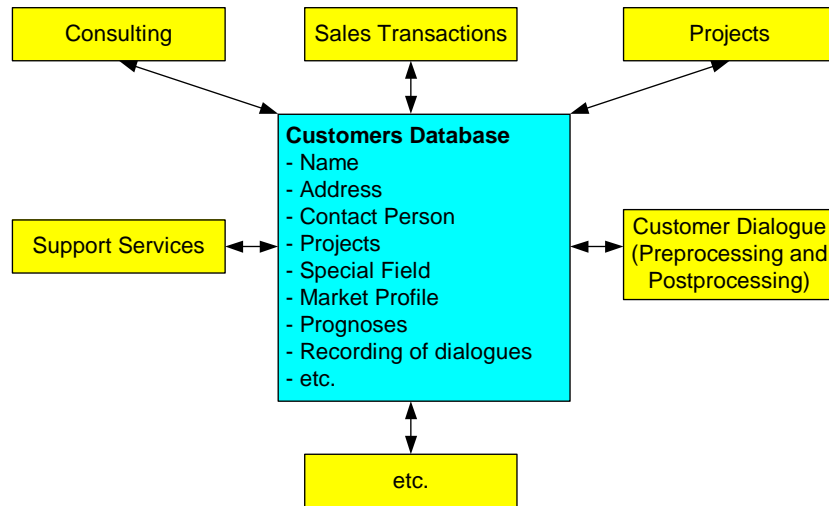 Consulting
Sales Transactions
Projects
Customers Database
- Name
- Address
- Contact Person
- Projects
- Special Field
- Market Profile
- Prognoses
- Recording of dialogues
- etc.
Support Services
Customer Dialogue
(Preprocessing and
Postprocessing)
etc.